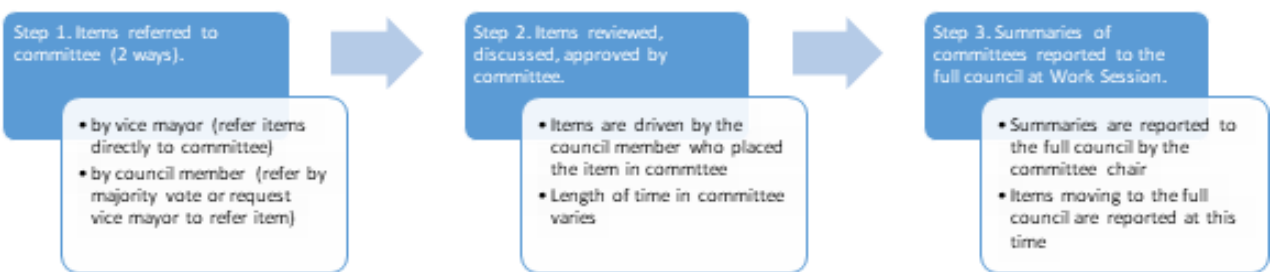 Step 1. Items referred to
committee (2 ways).
• by vice mayor (refer items
directly to committee)
• by council member (refer by
majority vote or request
vice mayor to refer item)
Step 2. Items reviewed,
discussed, approved by
committee.
• Items are driven by the
council member who placed
the item in commttee
• Length of time in committee
varies
Step 3. Summaries of
committees reported to the
full council at Work Session.
• Summaries are reported to
the full council by the
committee chair
• Items moving to the full
council are reported at this
time